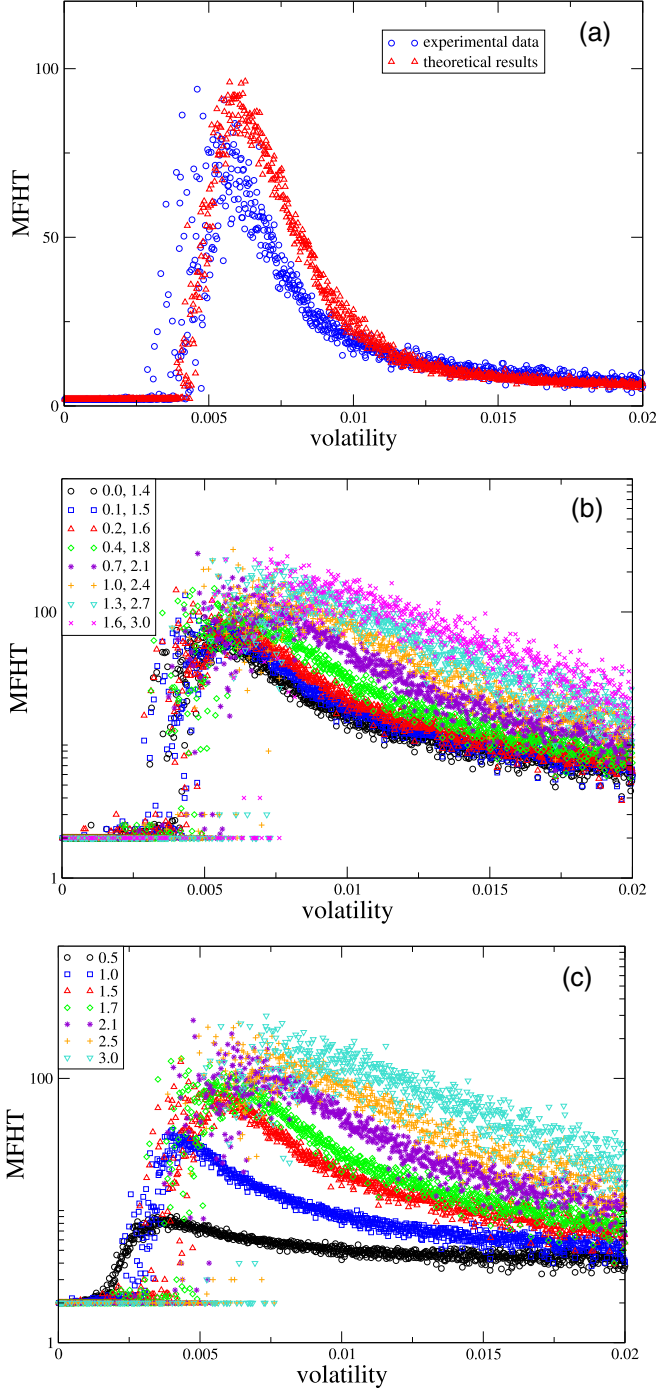 (a)
experimental data
theoretical results
100
50
0
MFHT
0 0.005 0.01 0.015 0.02
volatility
(b)
0.0, 1.4
0.1, 1.5
0.2, 1.6
0.4, 1.8
0.7, 2.1
1.0, 2.4
1.3, 2.7
1.6, 3.0
100
1
MFHT
0 0.005 0.01 0.015 0.02
volatility
(c)
0.5
1.0
1.5
1.7
2.1
2.5
3.0
100
1
MFHT
0 0.005 0.01 0.015 0.02
volatility